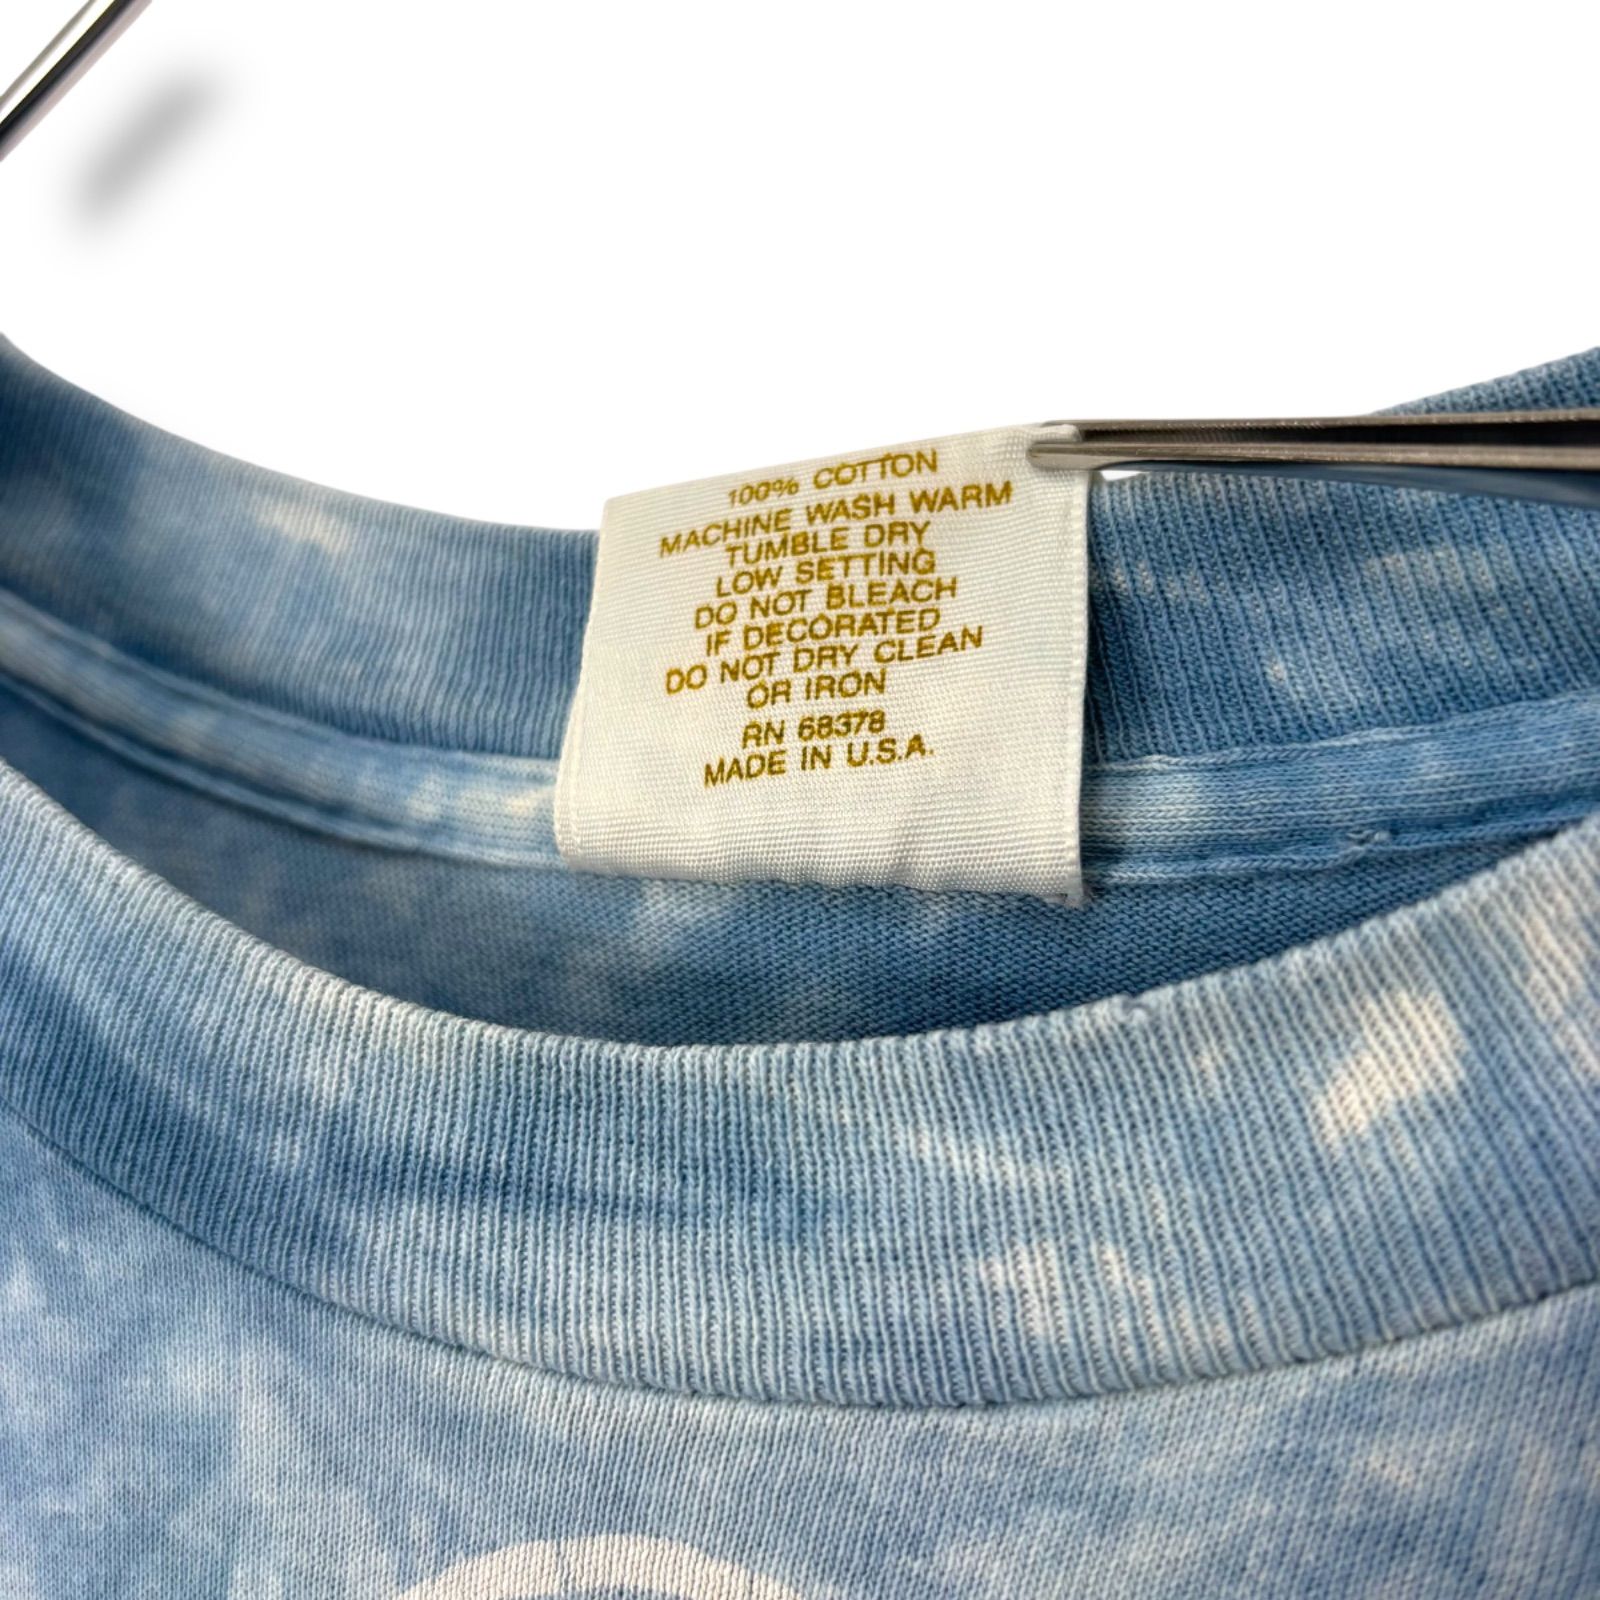 100% COTTON
MACHINE WASH WARM
TUMBLE DRY
LOW SETTING
DO NOT BLEACH
IF DECORATED
DO NOT DRY CLEAN
OR IRON
RN 68378
MADE IN U.S.A.